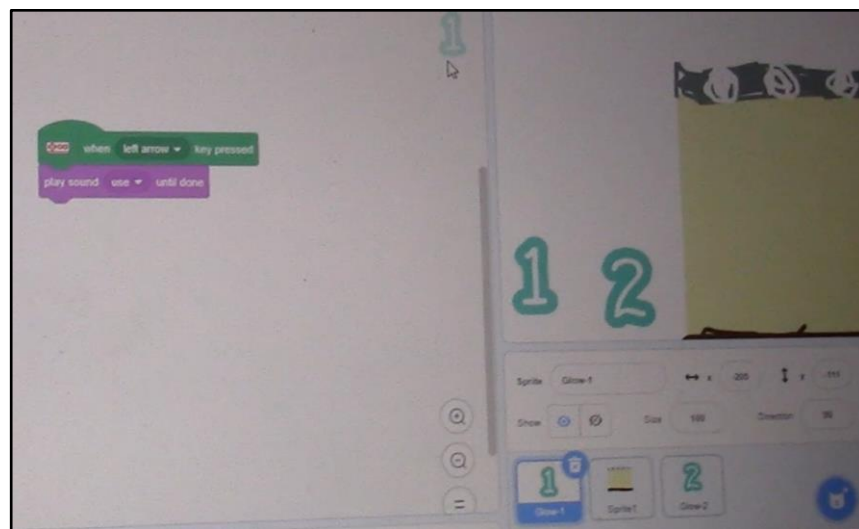 1
when left arrow key pressed
play sound use until done
1 2
Sprite Glow-1 x -205 y -111
Show Size 100 Direction 90
1 2
Glow-1 Sprite1 Glow-2